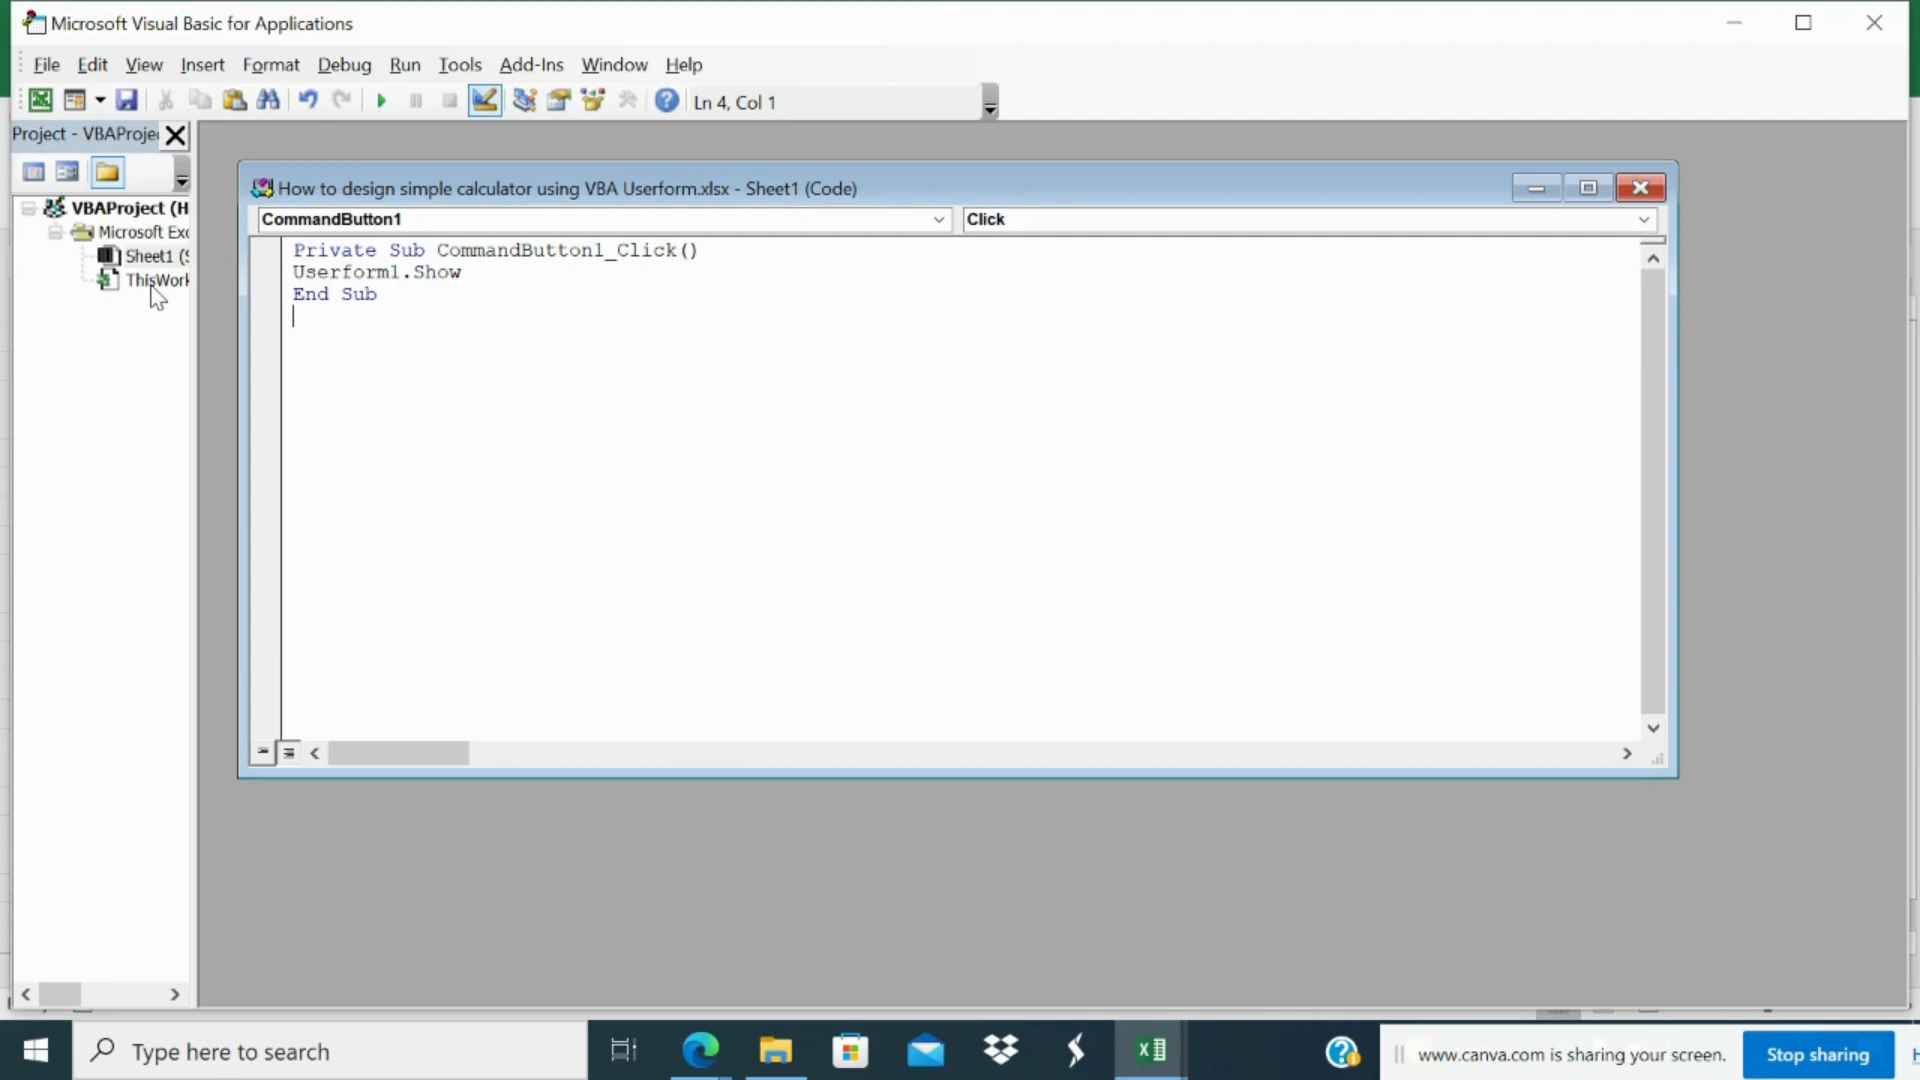 Microsoft Visual Basic for Applications
File Edit View Insert Format Debug Run Tools Add-Ins Window Help
Ln 4, Col 1
Project - VBAProje
How to design simple calculator using VBA Userform.xlsx - Sheet1 (Code)
CommandButton1 Click
VBAProject (H
Microsoft Exc
Sheet1 (S
ThisWork
Private Sub CommandButton1_Click()
Userform1.Show
End Sub
Type here to search
www.canva.com is sharing your screen.
Stop sharing